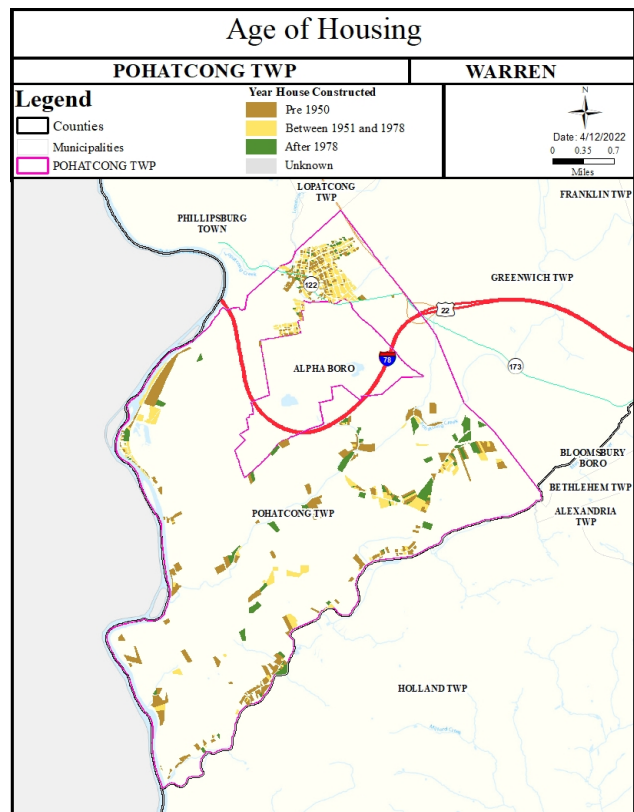 Age of Housing
POHATCONG TWP
WARREN
Legend
Counties
Municipalities
POHATCONG TWP
Year House Constructed
Pre 1950
Between 1951 and 1978
After 1978
Unknown
N
Date: 4/12/2022
0 0.35 0.7
Miles
LOPATCONG
TWP
FRANKLIN TWP
PHILLIPSBURG
TOWN
GREENWICH TWP
122
22
78
173
ALPHA BORO
BLOOMSBURY
BORO
BETHLEHEM TWP
ALEXANDRIA
TWP
POHATCONG TWP
HOLLAND TWP